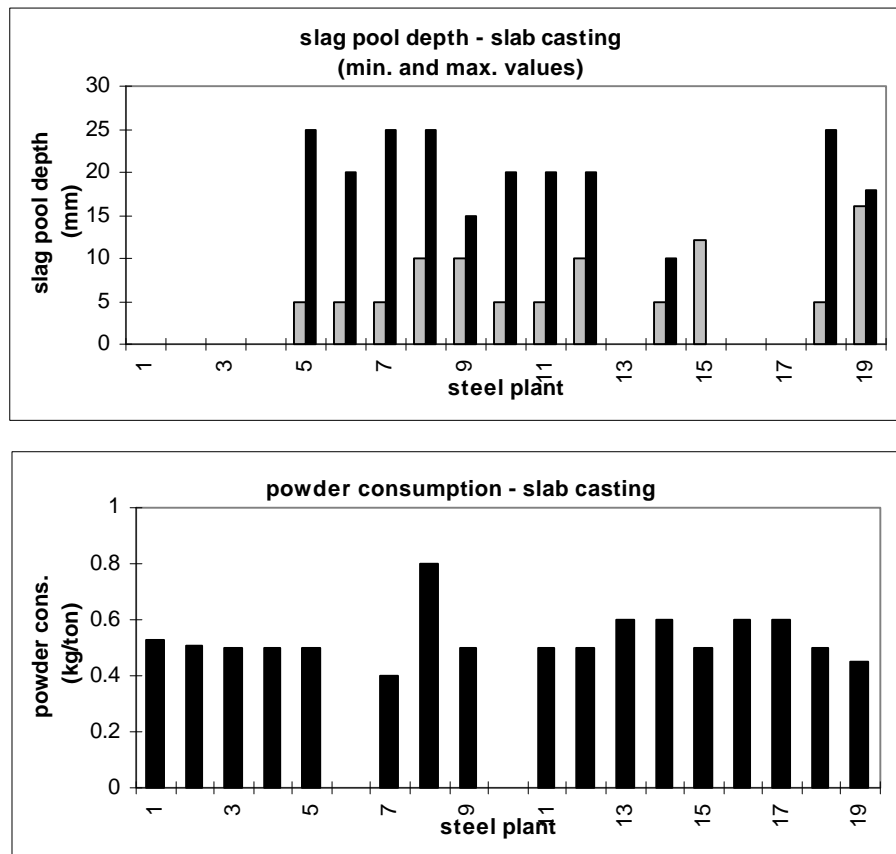 slag pool depth - slab casting
(min. and max. values)
slag pool depth
(mm)
30
25
20
15
10
5
0
1 3 5 7 9 11 13 15 17 19
steel plant
powder consumption - slab casting
powder cons.
(kg/ton)
1
0.8
0.6
0.4
0.2
0
1 3 5 7 9 11 13 15 17 19
steel plant